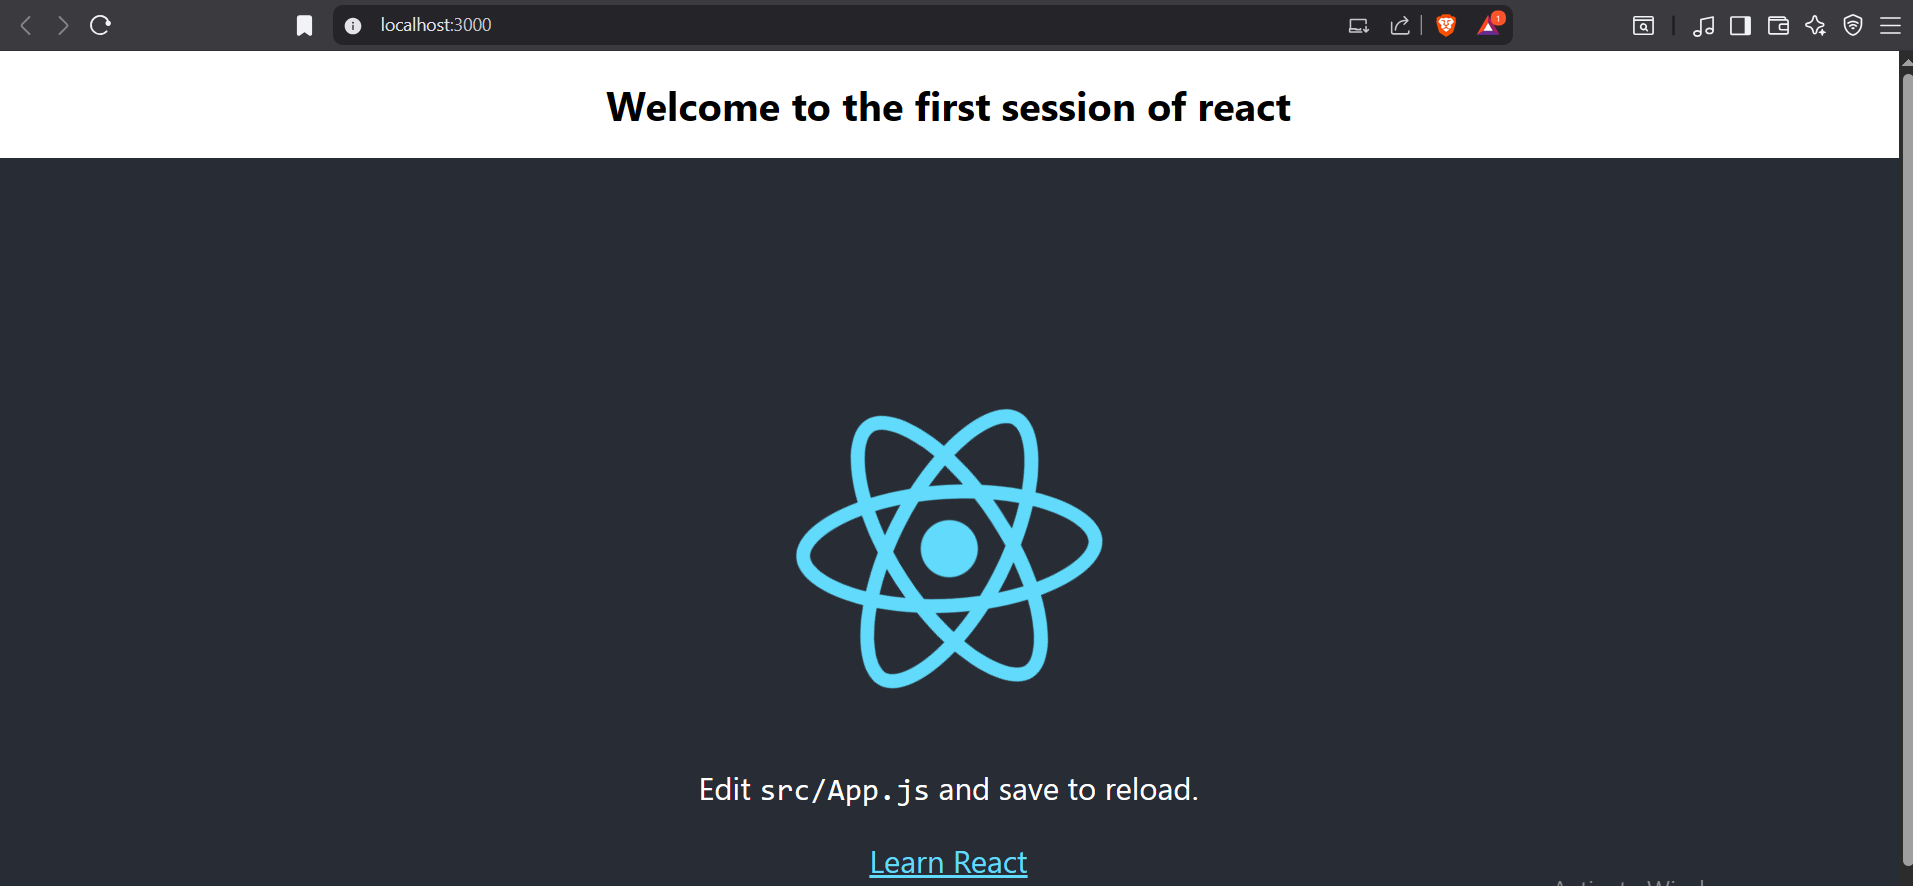 localhost:3000
1
Welcome to the first session of react
Edit src/App.js and save to reload.
Learn React